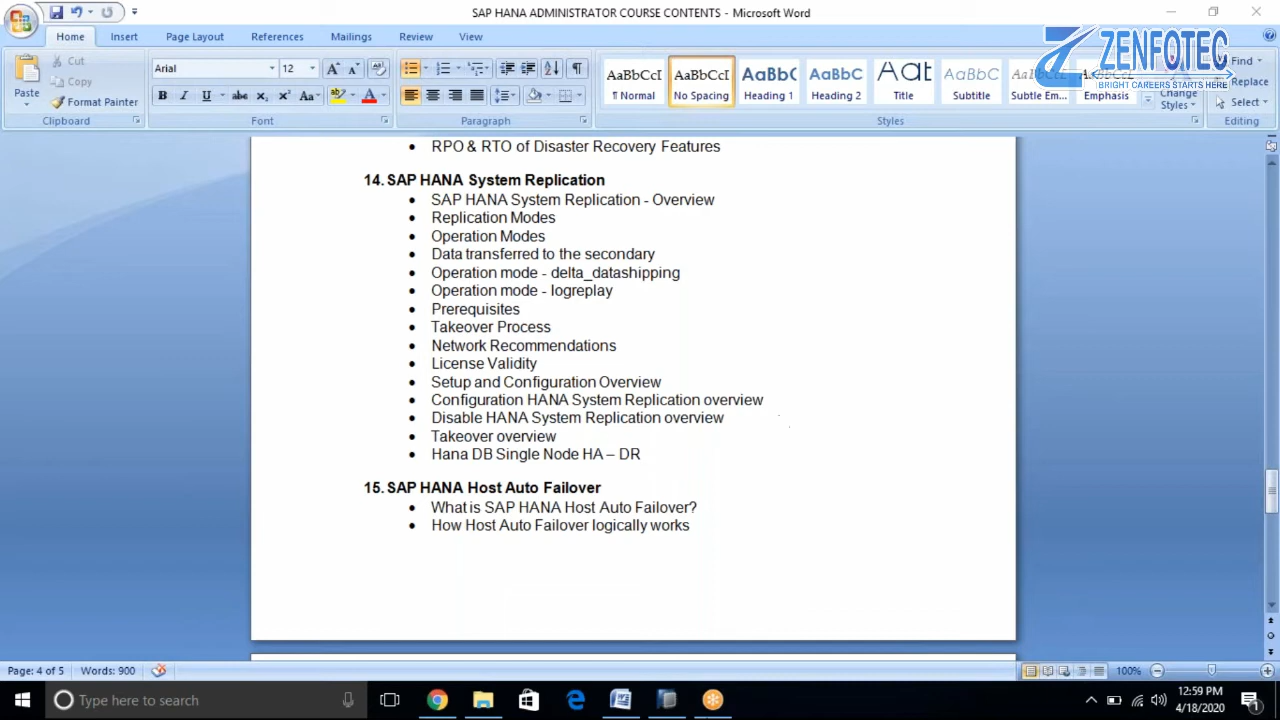 SAP HANA ADMINISTRATOR COURSE CONTENTS - Microsoft Word
Home Insert Page Layout References Mailings Review View
ZENFOTEC
BRIGHT CAREERS STARTS HERE
Paste
Cut
Copy
Format Painter
Clipboard
Arial 12
Font
Paragraph
AaBbCcI AaBbCcI AaBbC AaBbC Aat AaBbCcI AaBbCcI AaBbCcL
¶ Normal No Spacing Heading 1 Heading 2 Title Subtitle Subtle Em... Emphasis
Change
Styles
Styles
Find
Replace
Select
Editing
• RPO & RTO of Disaster Recovery Features
14. SAP HANA System Replication
• SAP HANA System Replication - Overview
• Replication Modes
• Operation Modes
• Data transferred to the secondary
• Operation mode - delta_datashipping
• Operation mode - logreplay
• Prerequisites
• Takeover Process
• Network Recommendations
• License Validity
• Setup and Configuration Overview
• Configuration HANA System Replication overview
• Disable HANA System Replication overview
• Takeover overview
• Hana DB Single Node HA – DR
15. SAP HANA Host Auto Failover
• What is SAP HANA Host Auto Failover?
• How Host Auto Failover logically works
Page: 4 of 5 Words: 900 100%
Type here to search
12:59 PM
4/18/2020